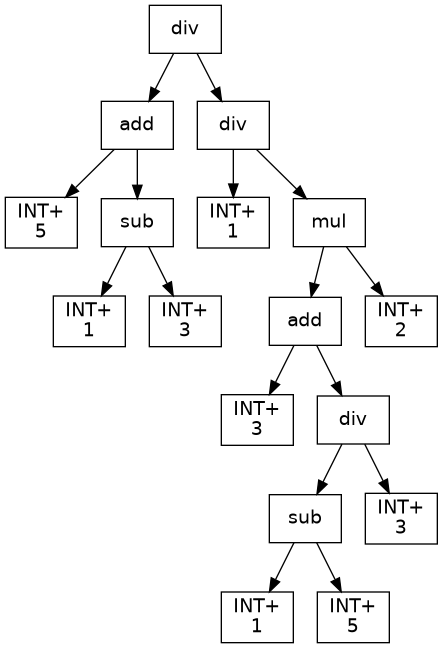 div
add
div
INT+
5
sub
INT+
1
mul
INT+
1
INT+
3
add
INT+
2
INT+
3
div
sub
INT+
3
INT+
1
INT+
5